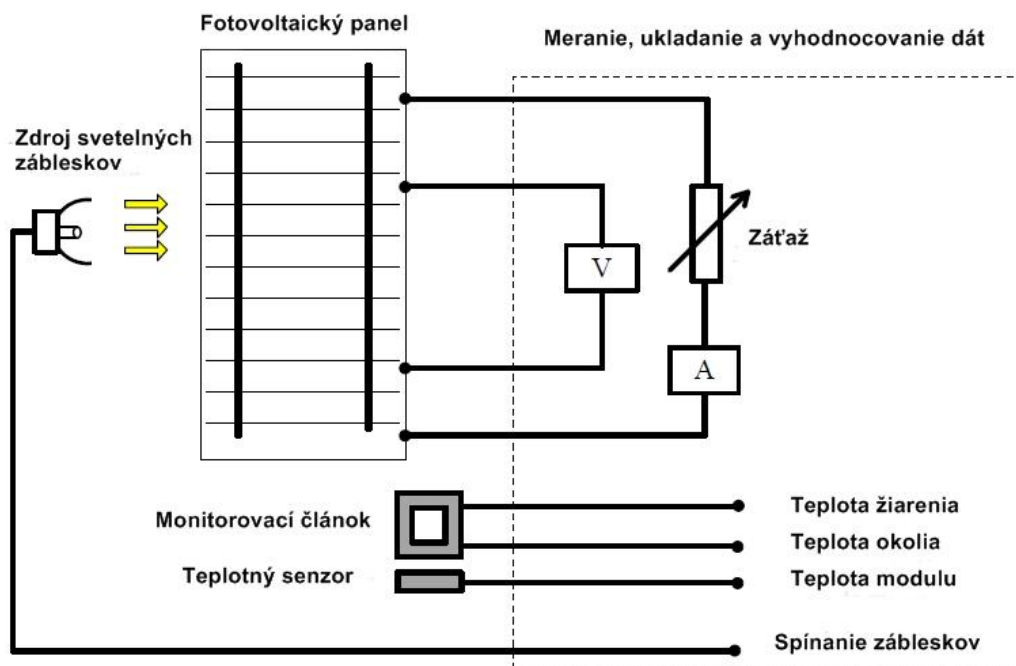 Fotovoltaický panel
Meranie, ukladanie a vyhodnocovanie dát
Zdroj svetelných
zábleskov
V
Záťaž
A
Monitorovací článok
Teplota žiarenia
Teplota okolia
Teplotný senzor
Teplota modulu
Spínanie zábleskov